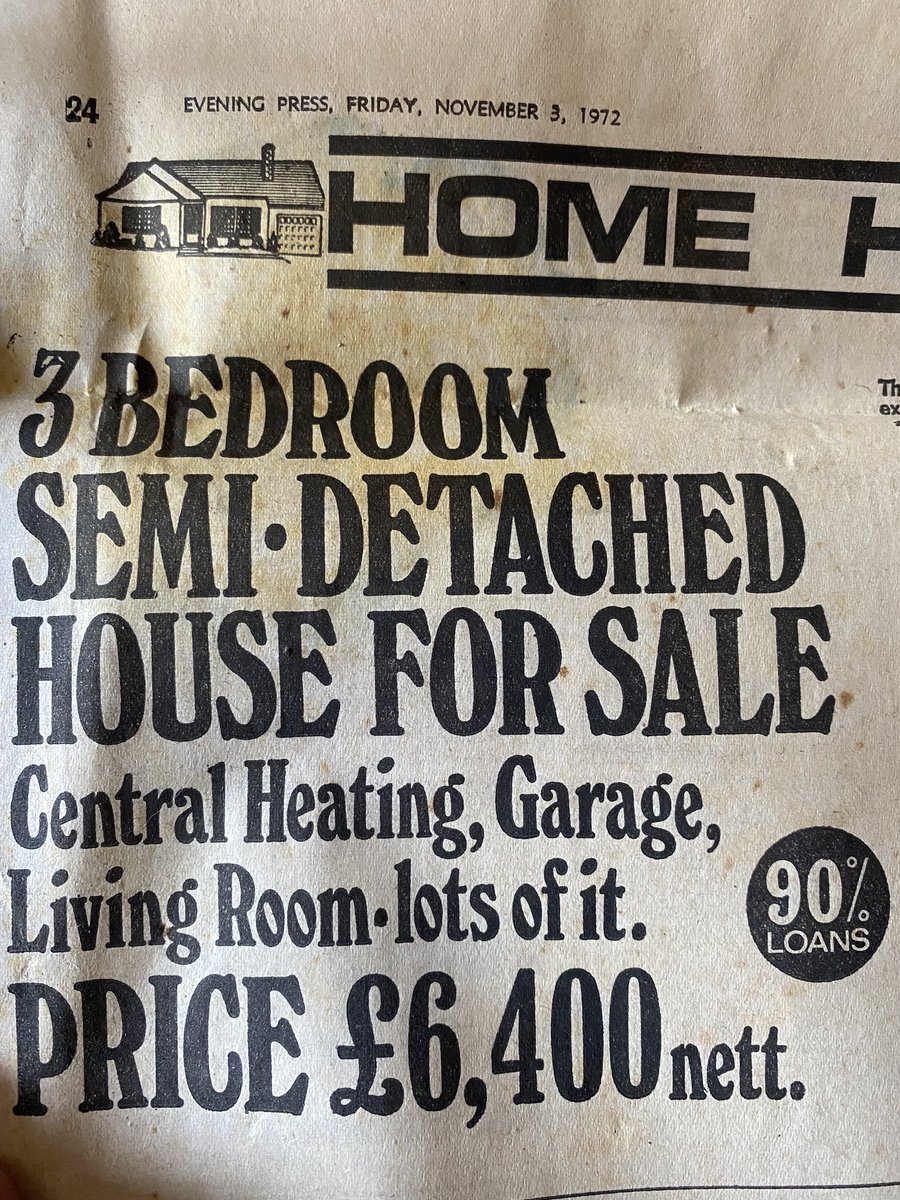 24 EVENING PRESS, FRIDAY, NOVEMBER 3, 1972
HOME
3 BEDROOM
SEMI·DETACHED
HOUSE FOR SALE
Central Heating, Garage,
Living Room·lots of it.
90% LOANS
PRICE £6,400 nett.